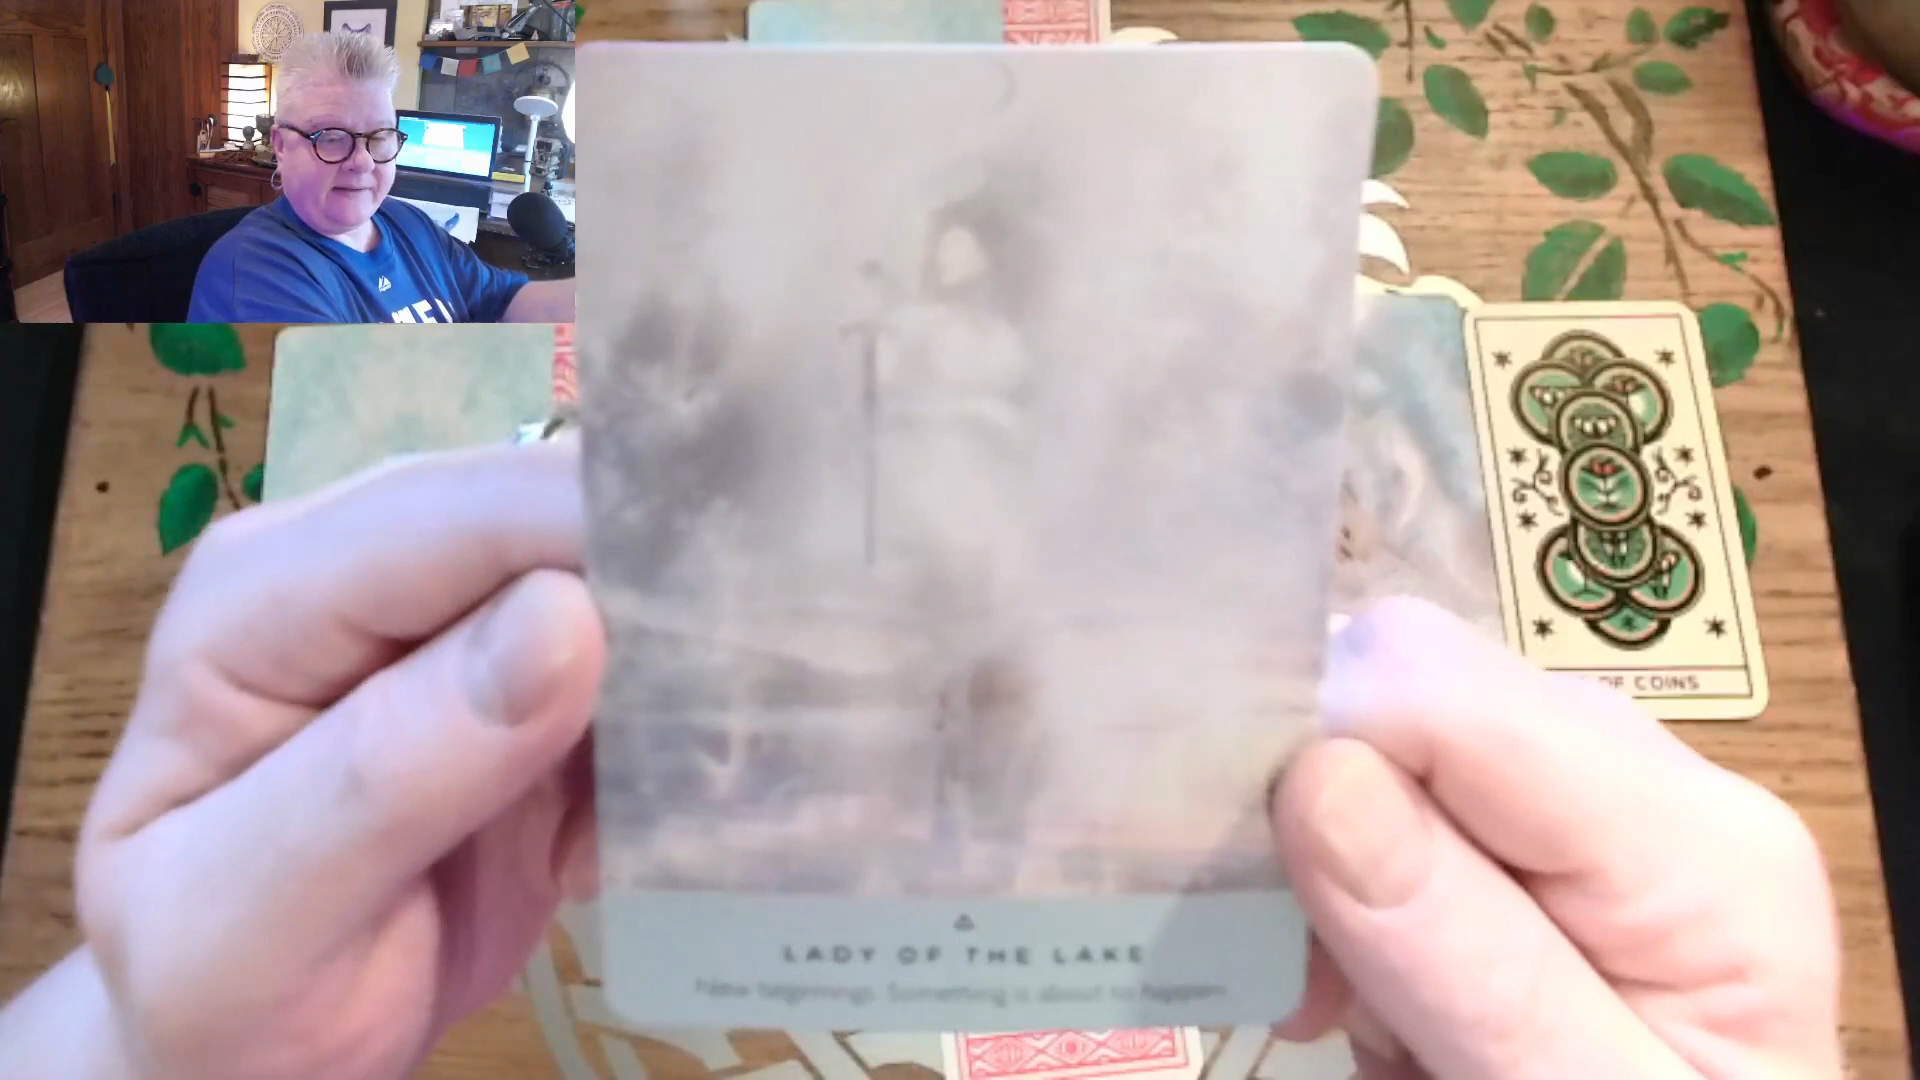 LADY OF THE LAKE
New beginnings. Something is about to happen.
OF COINS